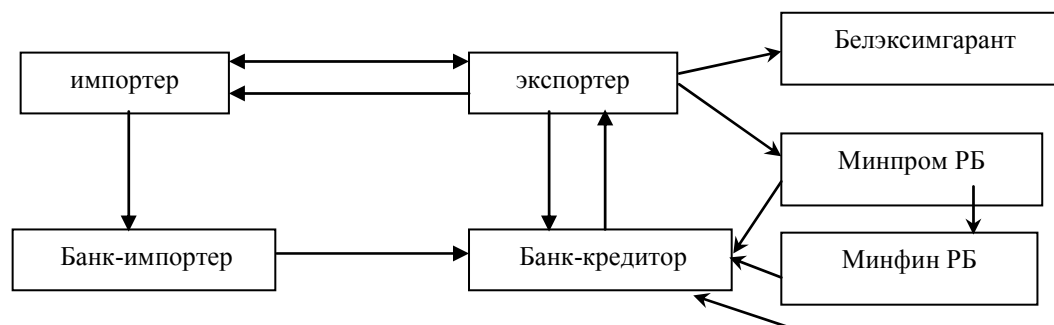 Белэксимгарант
импортер
экспортер
Минпром РБ
Банк-импортер
Банк-кредитор
Минфин РБ